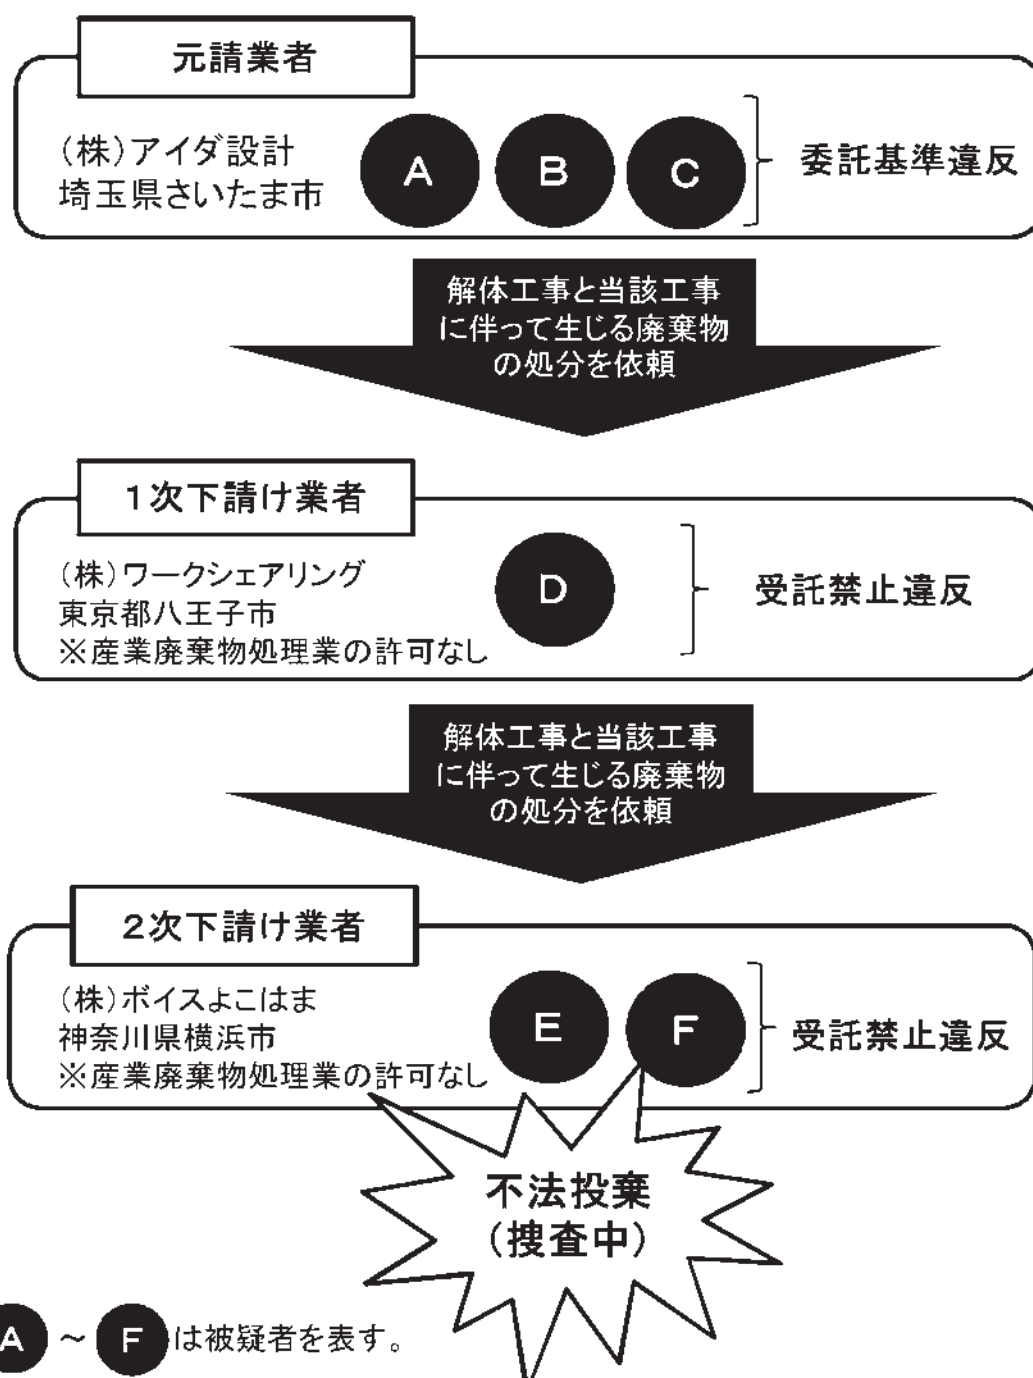 元請業者
(株)アイダ設計
埼玉県さいたま市
A B C
委託基準違反
解体工事と当該工事
に伴って生じる廃棄物
の処分を依頼
1次下請け業者
(株)ワークシェアリング
東京都八王子市
※産業廃棄物処理業の許可なし
D
受託禁止違反
解体工事と当該工事
に伴って生じる廃棄物
の処分を依頼
2次下請け業者
(株)ボイスよこはま
神奈川県横浜市
※産業廃棄物処理業の許可なし
E F
受託禁止違反
不法投棄
(捜査中)
A ～ F は被疑者を表す。